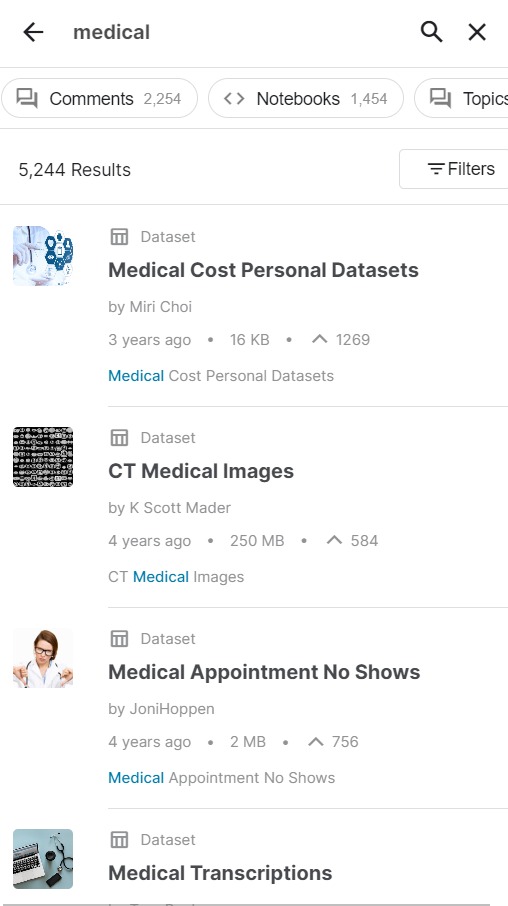 medical
Comments 2,254 Notebooks 1,454 Topics
5,244 Results Filters
Dataset
Medical Cost Personal Datasets
by Miri Choi
3 years ago • 16 KB • 1269
Medical Cost Personal Datasets
Dataset
CT Medical Images
by K Scott Mader
4 years ago • 250 MB • 584
CT Medical Images
Dataset
Medical Appointment No Shows
by JoniHoppen
4 years ago • 2 MB • 756
Medical Appointment No Shows
Dataset
Medical Transcriptions